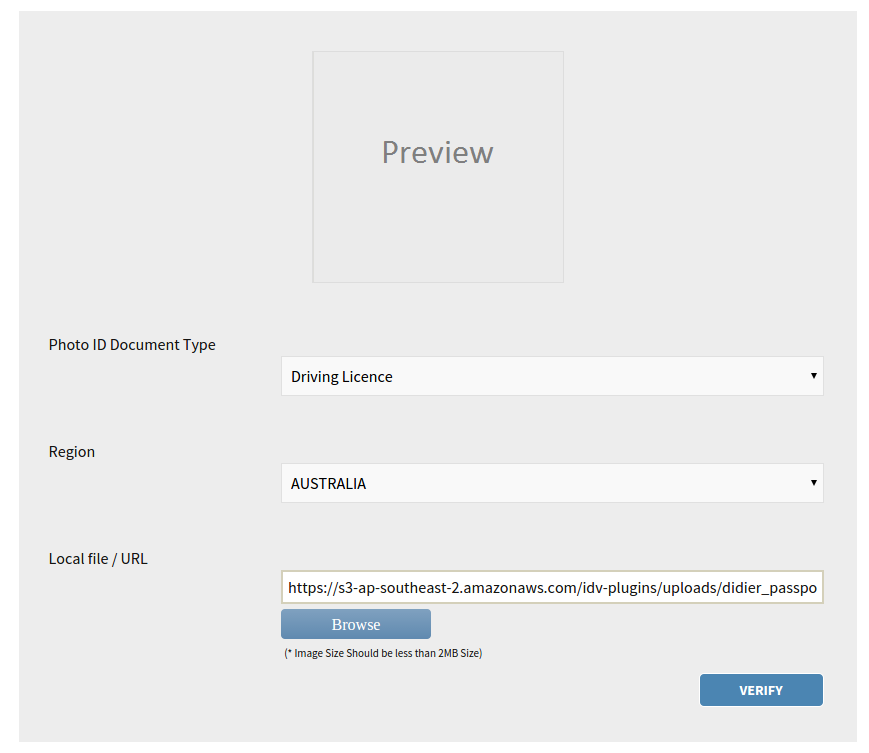 Preview
Photo ID Document Type
Driving Licence
Region
AUSTRALIA
Local file / URL
https://s3-ap-southeast-2.amazonaws.com/idv-plugins/uploads/didier_passpo
Browse
(* Image Size Should be less than 2MB Size)
VERIFY